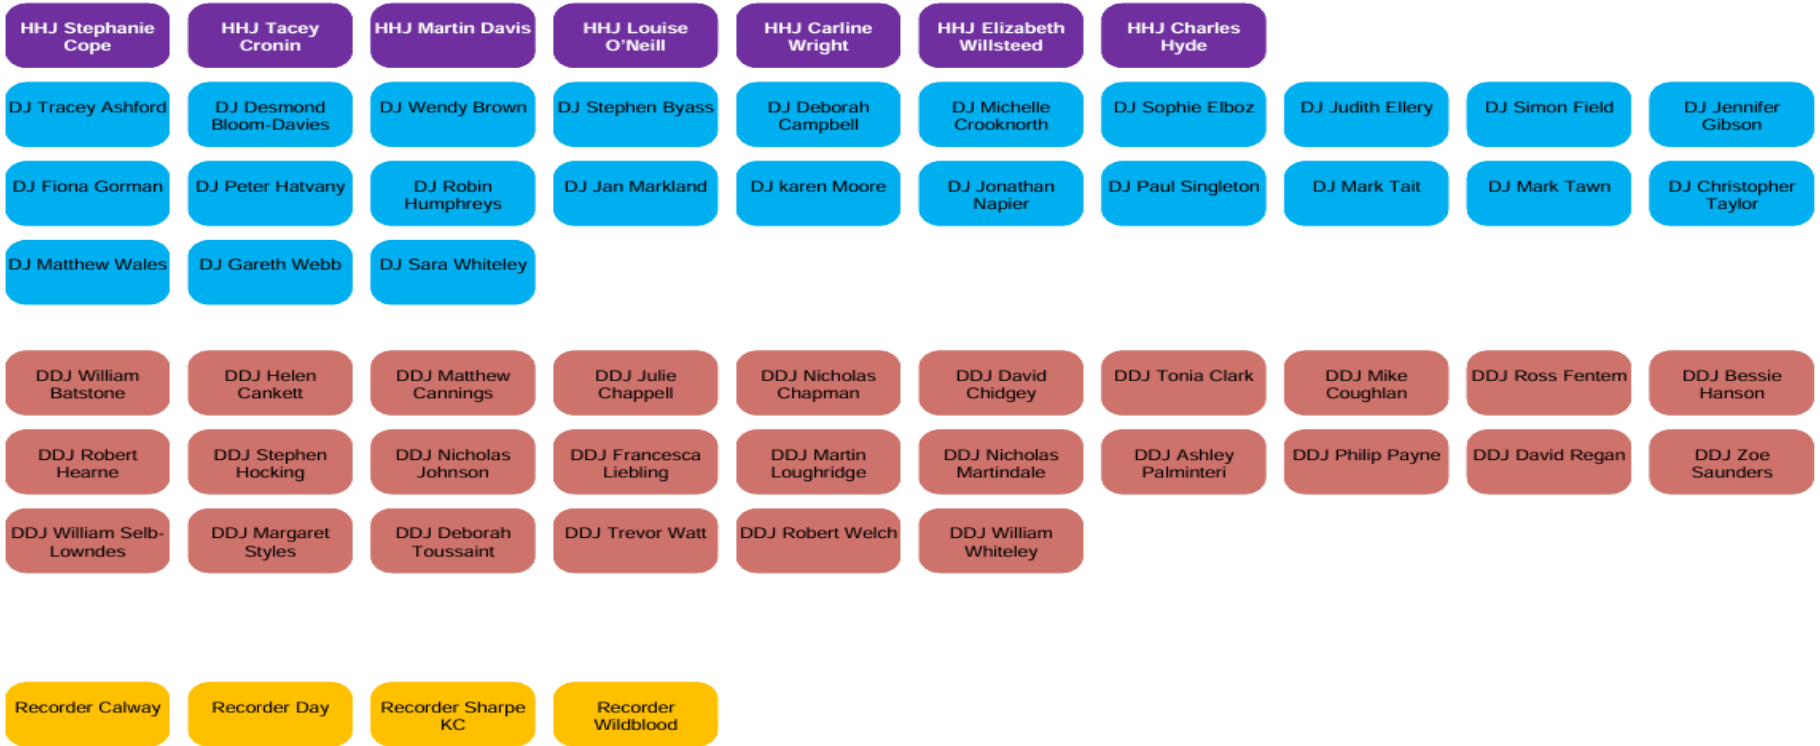 HHJ Stephanie
Cope
HHJ Tacey
Cronin
HHJ Martin Davis
HHJ Louise
O'Neill
HHJ Carline
Wright
HHJ Elizabeth
Willsteed
HHJ Charles
Hyde
DJ Tracey Ashford
DJ Desmond
Bloom-Davies
DJ Wendy Brown
DJ Stephen Byass
DJ Deborah
Campbell
DJ Michelle
Crooknorth
DJ Sophie Elboz
DJ Judith Ellery
DJ Simon Field
DJ Jennifer
Gibson
DJ Fiona Gorman
DJ Peter Hatvany
DJ Robin
Humphreys
DJ Jan Markland
DJ karen Moore
DJ Jonathan
Napier
DJ Paul Singleton
DJ Mark Tait
DJ Mark Tawn
DJ Christopher
Taylor
DJ Matthew Wales
DJ Gareth Webb
DJ Sara Whiteley
DDJ William
Batstone
DDJ Helen
Cankett
DDJ Matthew
Cannings
DDJ Julie
Chappell
DDJ Nicholas
Chapman
DDJ David
Chidgey
DDJ Tonia Clark
DDJ Mike
Coughlan
DDJ Ross Fentem
DDJ Bessie
Hanson
DDJ Robert
Hearne
DDJ Stephen
Hocking
DDJ Nicholas
Johnson
DDJ Francesca
Liebling
DDJ Martin
Loughridge
DDJ Nicholas
Martindale
DDJ Ashley
Palminteri
DDJ Philip Payne
DDJ David Regan
DDJ Zoe
Saunders
DDJ William Selb-
Lowndes
DDJ Margaret
Styles
DDJ Deborah
Toussaint
DDJ Trevor Watt
DDJ Robert Welch
DDJ William
Whiteley
Recorder Calway
Recorder Day
Recorder Sharpe
KC
Recorder
Wildblood